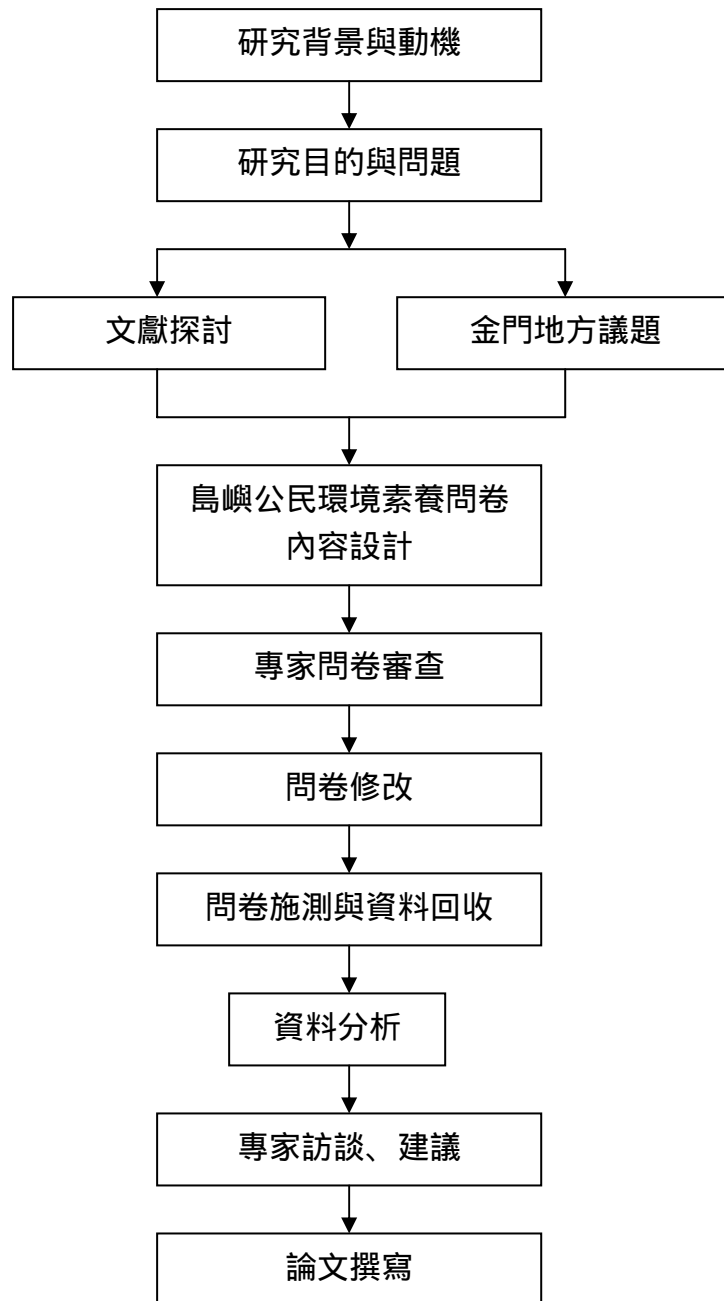 研究背景與動機
研究目的與問題
文獻探討
金門地方議題
島嶼公民環境素養問卷
內容設計
專家問卷審查
問卷修改
問卷施測與資料回收
資料分析
專家訪談、建議
論文撰寫